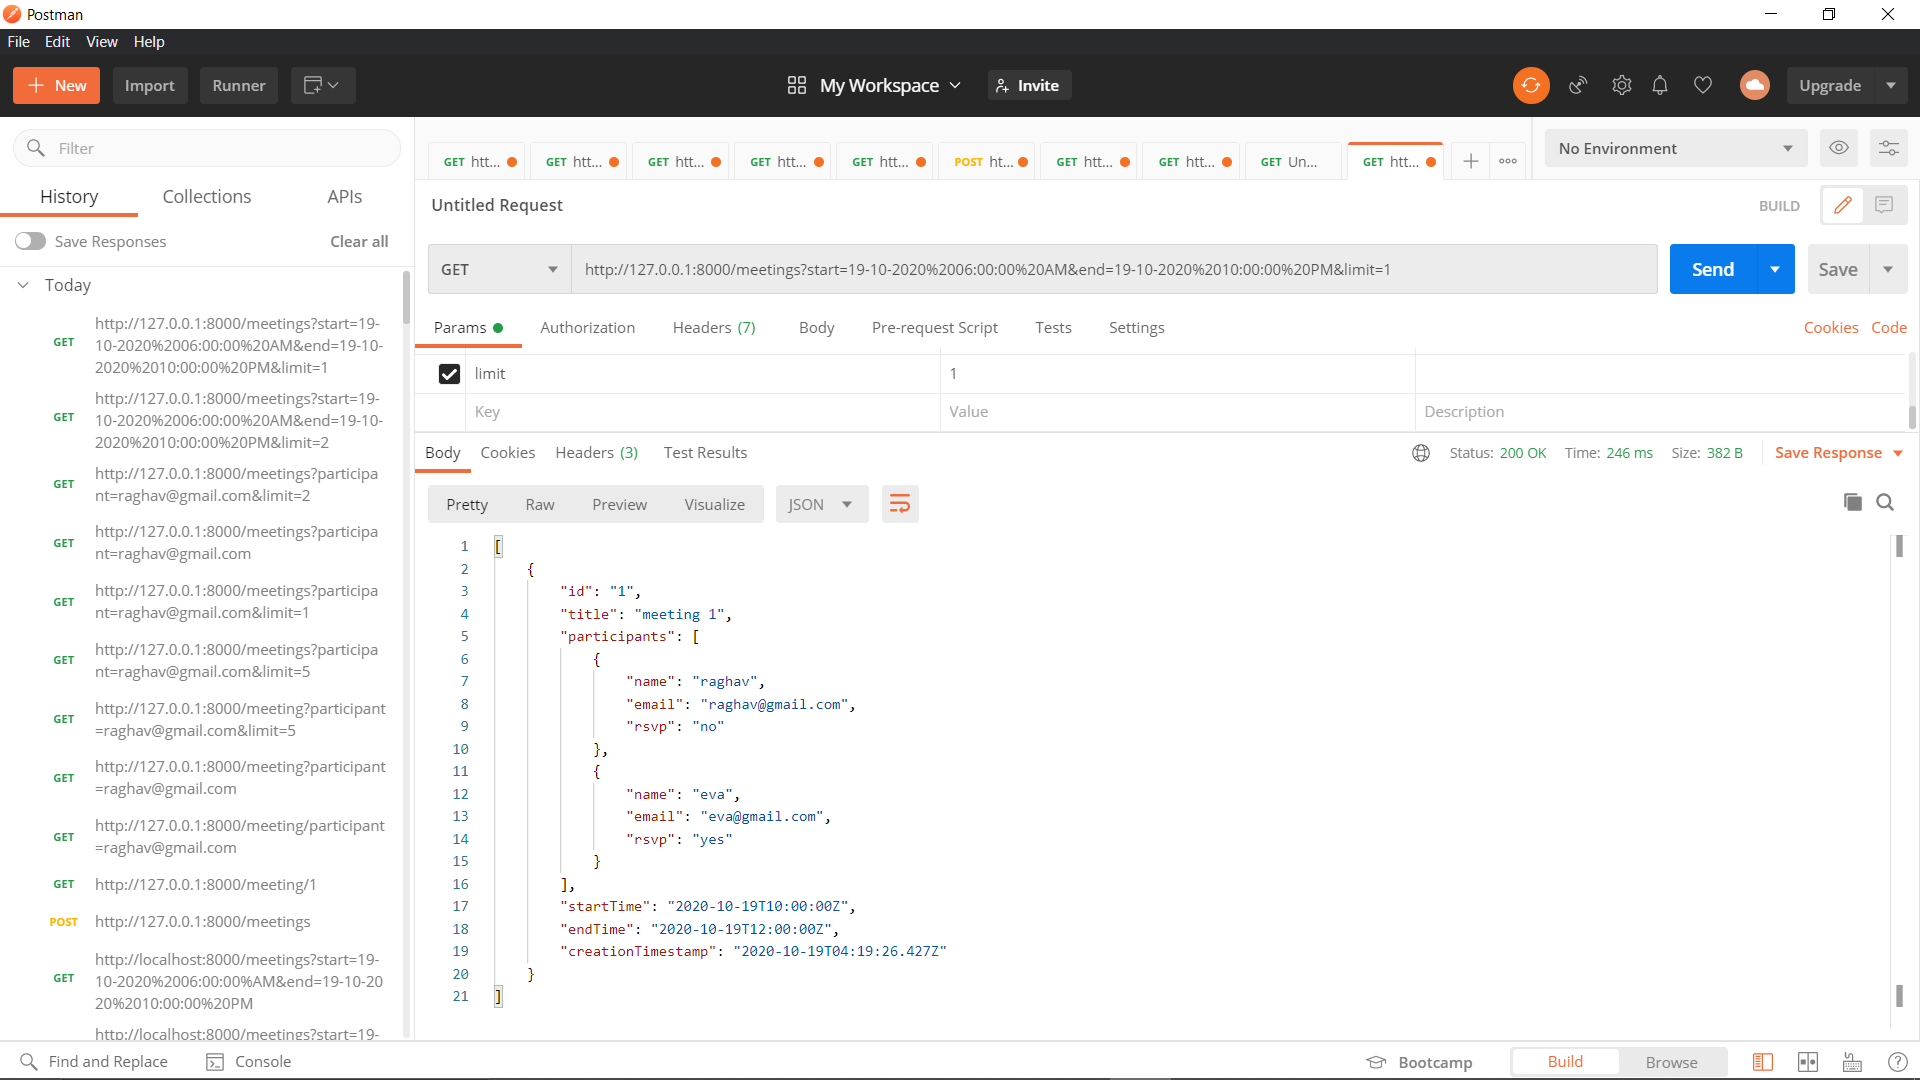 Postman
File Edit View Help
New Import Runner My Workspace Invite Upgrade
Filter
History Collections APIs
Save Responses Clear all
Today
GET http://127.0.0.1:8000/meetings?start=19-
10-2020%2006:00:00%20AM&end=19-10-
2020%2010:00:00%20PM&limit=1
GET http://127.0.0.1:8000/meetings?start=19-
10-2020%2006:00:00%20AM&end=19-10-
2020%2010:00:00%20PM&limit=2
GET http://127.0.0.1:8000/meetings?participa
nt=raghav@gmail.com&limit=2
GET http://127.0.0.1:8000/meetings?participa
nt=raghav@gmail.com
GET http://127.0.0.1:8000/meetings?participa
nt=raghav@gmail.com&limit=1
GET http://127.0.0.1:8000/meetings?participa
nt=raghav@gmail.com&limit=5
GET http://127.0.0.1:8000/meeting?participant
=raghav@gmail.com&limit=5
GET http://127.0.0.1:8000/meeting?participant
=raghav@gmail.com
GET http://127.0.0.1:8000/meeting/participant
=raghav@gmail.com
GET http://127.0.0.1:8000/meeting/1
POST http://127.0.0.1:8000/meetings
GET http://localhost:8000/meetings?start=19-
10-2020%2006:00:00%AM&end=19-10-20
20%2010:00:00%20PM
http://localhost:8000/meetings?start=19-
GET htt... GET htt... GET htt... GET htt... GET htt... POST ht... GET htt... GET htt... GET Un... GET htt...
No Environment
Untitled Request BUILD
GET http://127.0.0.1:8000/meetings?start=19-10-2020%2006:00:00%20AM&end=19-10-2020%2010:00:00%20PM&limit=1 Send Save
Params Authorization Headers (7) Body Pre-request Script Tests Settings Cookies Code
limit 1
Key Value Description
Body Cookies Headers (3) Test Results Status: 200 OK Time: 246 ms Size: 382 B Save Response
Pretty Raw Preview Visualize JSON
1 [
2 {
3 "id": "1",
4 "title": "meeting 1",
5 "participants": [
6 {
7 "name": "raghav",
8 "email": "raghav@gmail.com",
9 "rsvp": "no"
10 },
11 {
12 "name": "eva",
13 "email": "eva@gmail.com",
14 "rsvp": "yes"
15 }
16 ],
17 "startTime": "2020-10-19T10:00:00Z",
18 "endTime": "2020-10-19T12:00:00Z",
19 "creationTimestamp": "2020-10-19T04:19:26.427Z"
20 }
21 ]
Find and Replace Console Bootcamp Build Browse